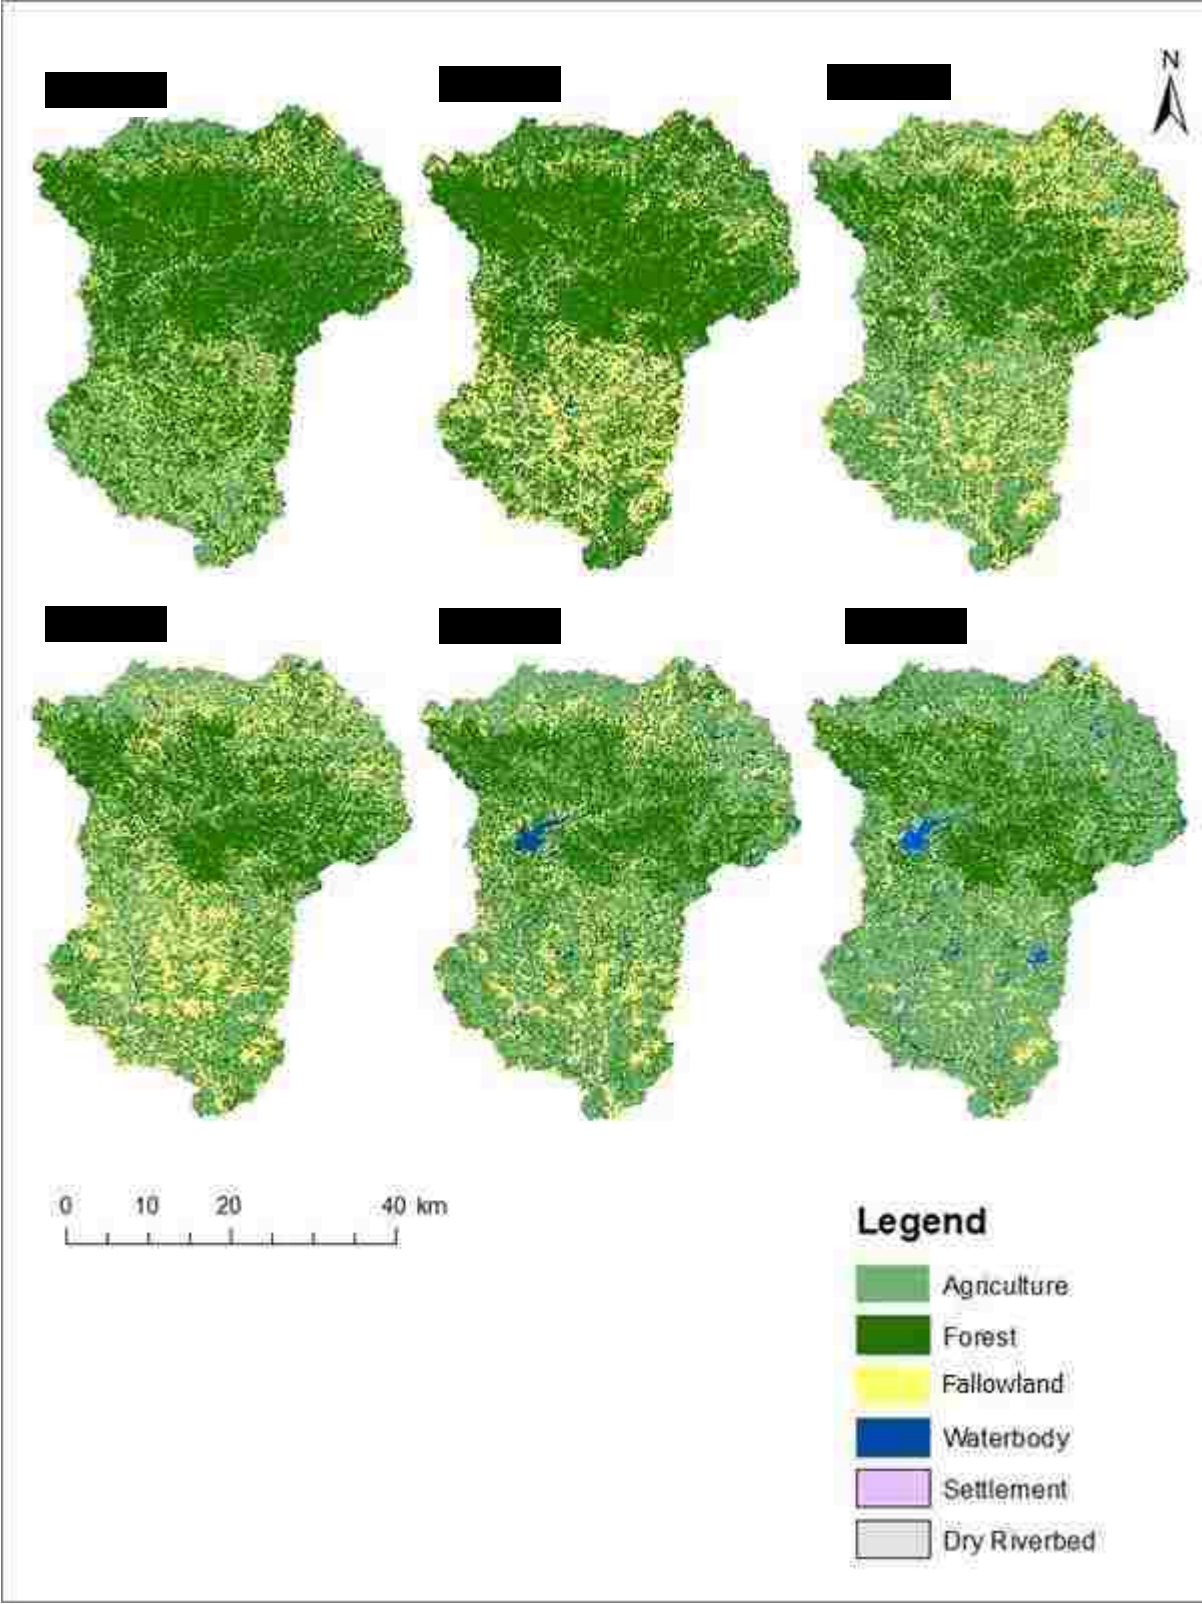 N
0 10 20 40 km
Legend
Agriculture
Forest
Fallowland
Waterbody
Settlement
Dry Riverbed